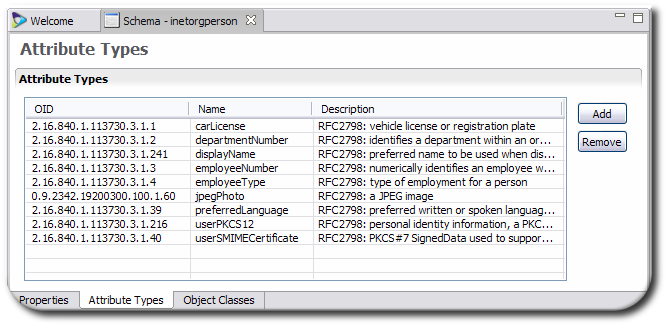 Welcome Schema - inetorgperson
Attribute Types
Attribute Types
OID Name Description
2.16.840.1.113730.3.1.1 carLicense RFC2798: vehicle license or registration plate
2.16.840.1.113730.3.1.2 departmentNumber RFC2798: identifies a department within an or...
2.16.840.1.113730.3.1.241 displayName RFC2798: preferred name to be used when dis...
2.16.840.1.113730.3.1.3 employeeNumber RFC2798: numerically identifies an employee w...
2.16.840.1.113730.3.1.4 employeeType RFC2798: type of employment for a person
0.9.2342.19200300.100.1.60 jpegPhoto RFC2798: a JPEG image
2.16.840.1.113730.3.1.39 preferredLanguage RFC2798: preferred written or spoken languag...
2.16.840.1.113730.3.1.216 userPKCS12 RFC2798: personal identity information, a PKC...
2.16.840.1.113730.3.1.40 userSMIMECertificate RFC2798: PKCS#7 SignedData used to suppor...
Add
Remove
Properties Attribute Types Object Classes